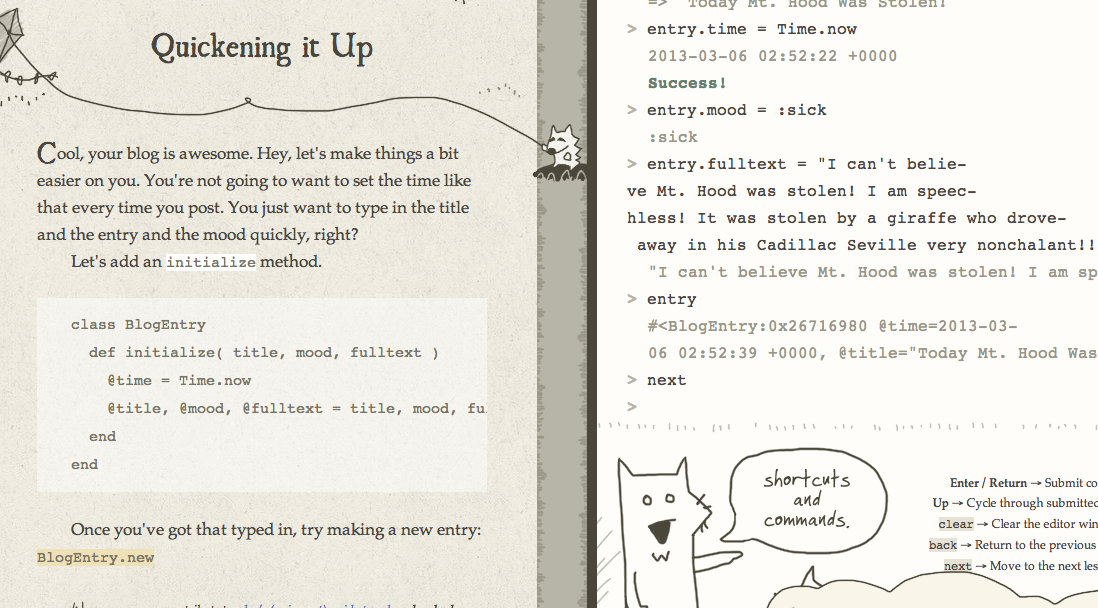 Quickening it Up
Cool, your blog is awesome. Hey, let's make things a bit
easier on you. You're not going to want to set the time like
that every time you post. You just want to type in the title
and the entry and the mood quickly, right?
Let's add an initialize method.
class BlogEntry
def initialize( title, mood, fulltext )
@time = Time.now
@title, @mood, @fulltext = title, mood, fu
end
end
Once you've got that typed in, try making a new entry:
BlogEntry.new
=> "Today Mt. Hood Was Stolen!
> entry.time = Time.now
2013-03-06 02:52:22 +0000
Success!
> entry.mood = :sick
:sick
> entry.fulltext = "I can't belie-
ve Mt. Hood was stolen! I am speec-
hless! It was stolen by a giraffe who drove-
away in his Cadillac Seville very nonchalant!!
"I can't believe Mt. Hood was stolen! I am sp
> entry
#<BlogEntry:0x26716980 @time=2013-03-
06 02:52:39 +0000, @title="Today Mt. Hood Was
> next
>
shortcuts
and
commands.
Enter / Return → Submit co
Up → Cycle through submitted
clear → Clear the editor win
back → Return to the previous
next → Move to the next les